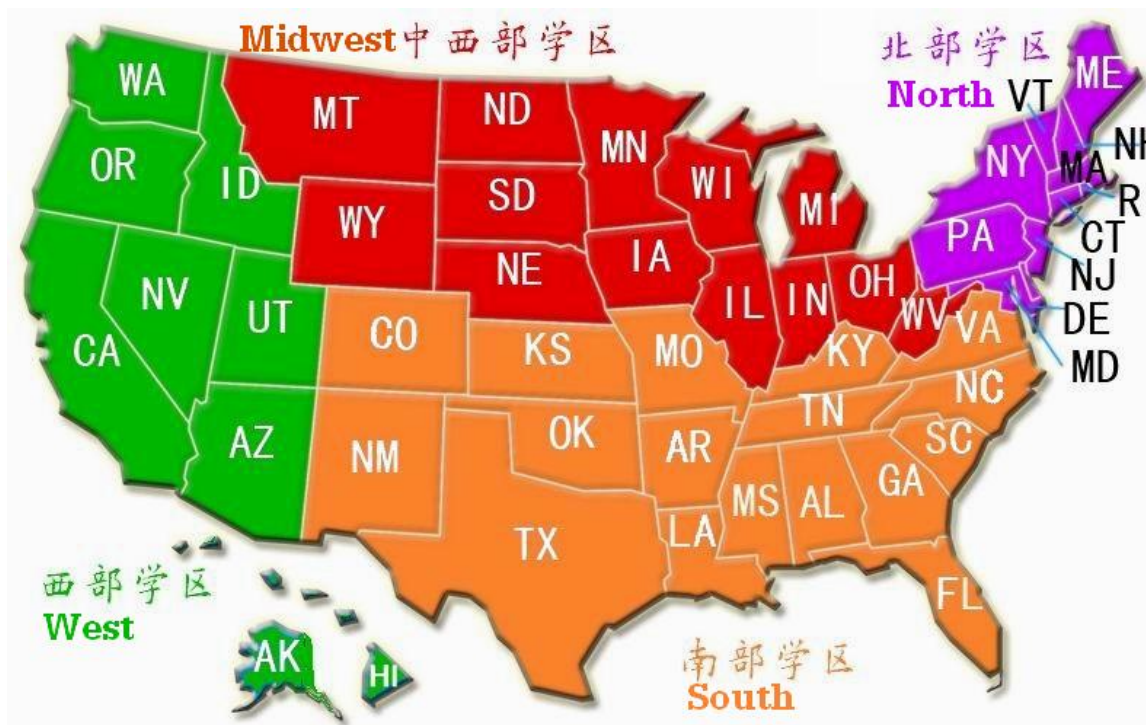 Midwest中西部学区
北部学区
North
WA
MT
ND
MN
VT
ME
OR
ID
SD
WI
MI
NY
NH
MA
R
WY
NE
IA
PA
CT
NV
UT
IL
IN
OH
WV
NJ
CA
CO
KS
MO
KY
VA
DE
MD
AZ
NM
OK
AR
TN
NC
SC
TX
LA
MS
AL
GA
FL
西部学区
West
AK
HI
南部学区
South